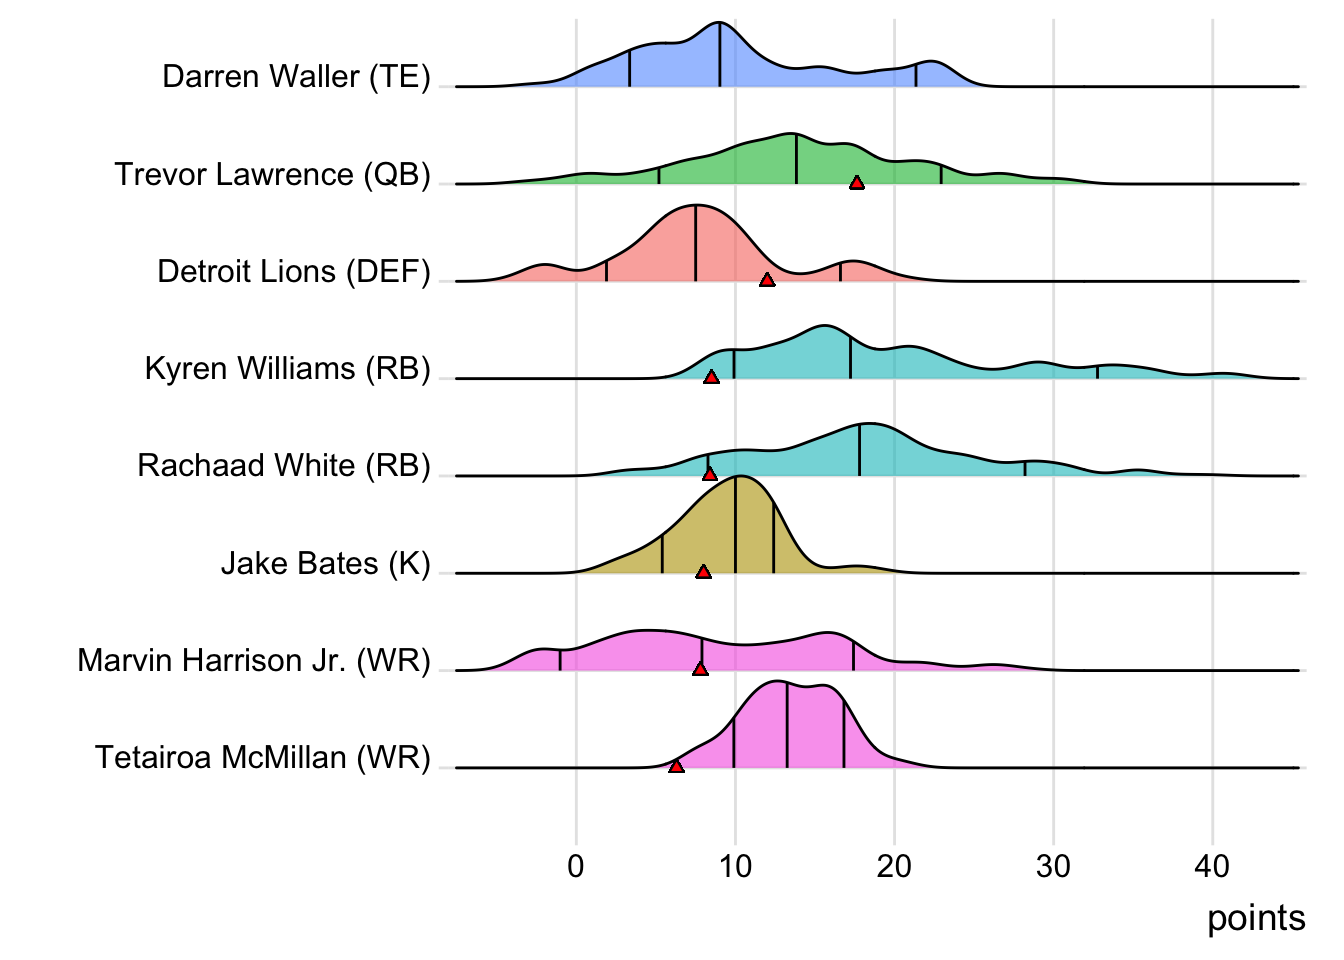 Darren Waller (TE)
Trevor Lawrence (QB)
Detroit Lions (DEF)
Kyren Williams (RB)
Rachaad White (RB)
Jake Bates (K)
Marvin Harrison Jr. (WR)
Tetairoa McMillan (WR)
0 10 20 30 40
points